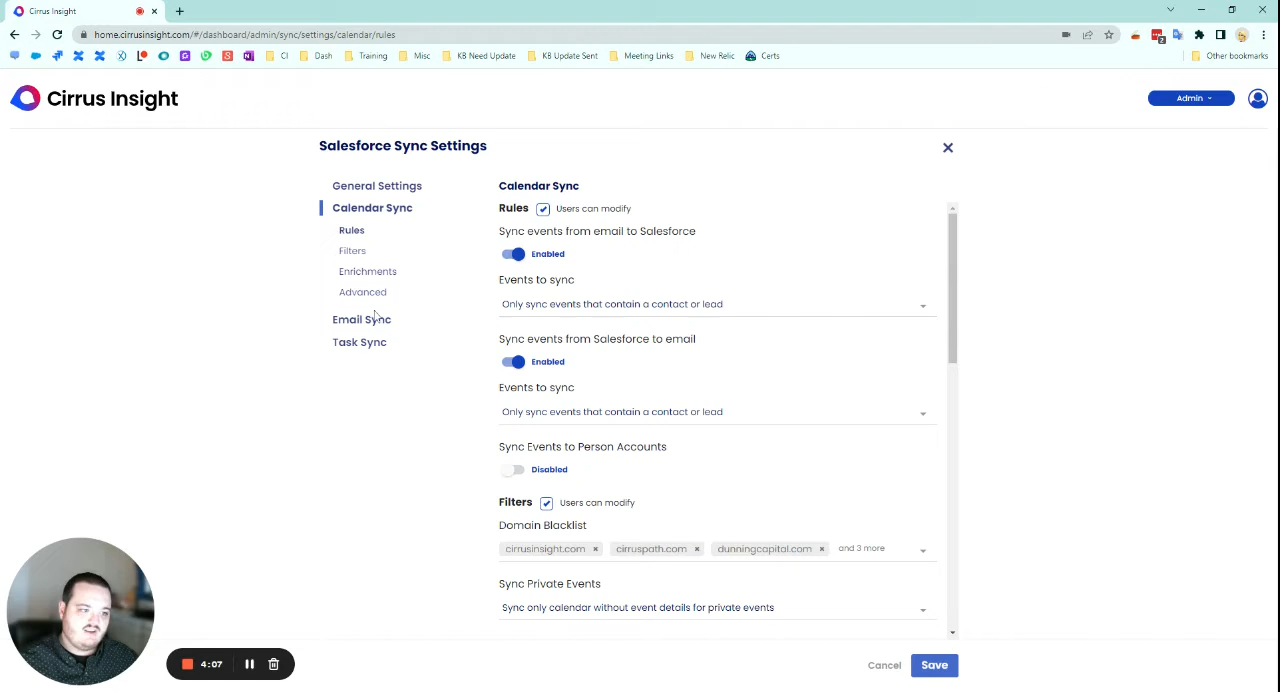 Cirrus Insight
home.cirrusinsight.com/#/dashboard/admin/sync/settings/calendar/rules
CI
Dash
Training
Misc
KB Need Update
KB Update Sent
Meeting Links
New Relic
Certs
Other bookmarks
Cirrus Insight
Admin
Salesforce Sync Settings
General Settings
Calendar Sync
Rules
Filters
Enrichments
Advanced
Email Sync
Task Sync
Calendar Sync
Rules Users can modify
Sync events from email to Salesforce
Enabled
Events to sync
Only sync events that contain a contact or lead
Sync events from Salesforce to email
Enabled
Events to sync
Only sync events that contain a contact or lead
Sync Events to Person Accounts
Disabled
Filters Users can modify
Domain Blacklist
cirrusinsight.com × cirruspath.com × dunningcapital.com × and 3 more
Sync Private Events
Sync only calendar without event details for private events
4:07
Cancel Save